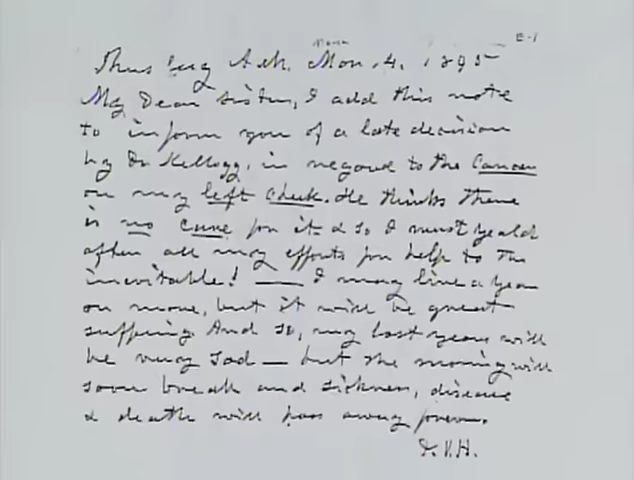 E-1
Mon. 4, 1895
My Dear Sister, I add this note
to inform you of a late decision
by Dr Kellogg, in regard to the Cancer
on my left cheek. He thinks there
is no cure for it & so I must yeald
after all my efforts for help to the
inevitable! — I may live a year
or more, but it will be great
suffering. And so, my last years will
be very sad — but the morning will
soon break and sickness, disease
& death will pass away forever.
D.V.H.